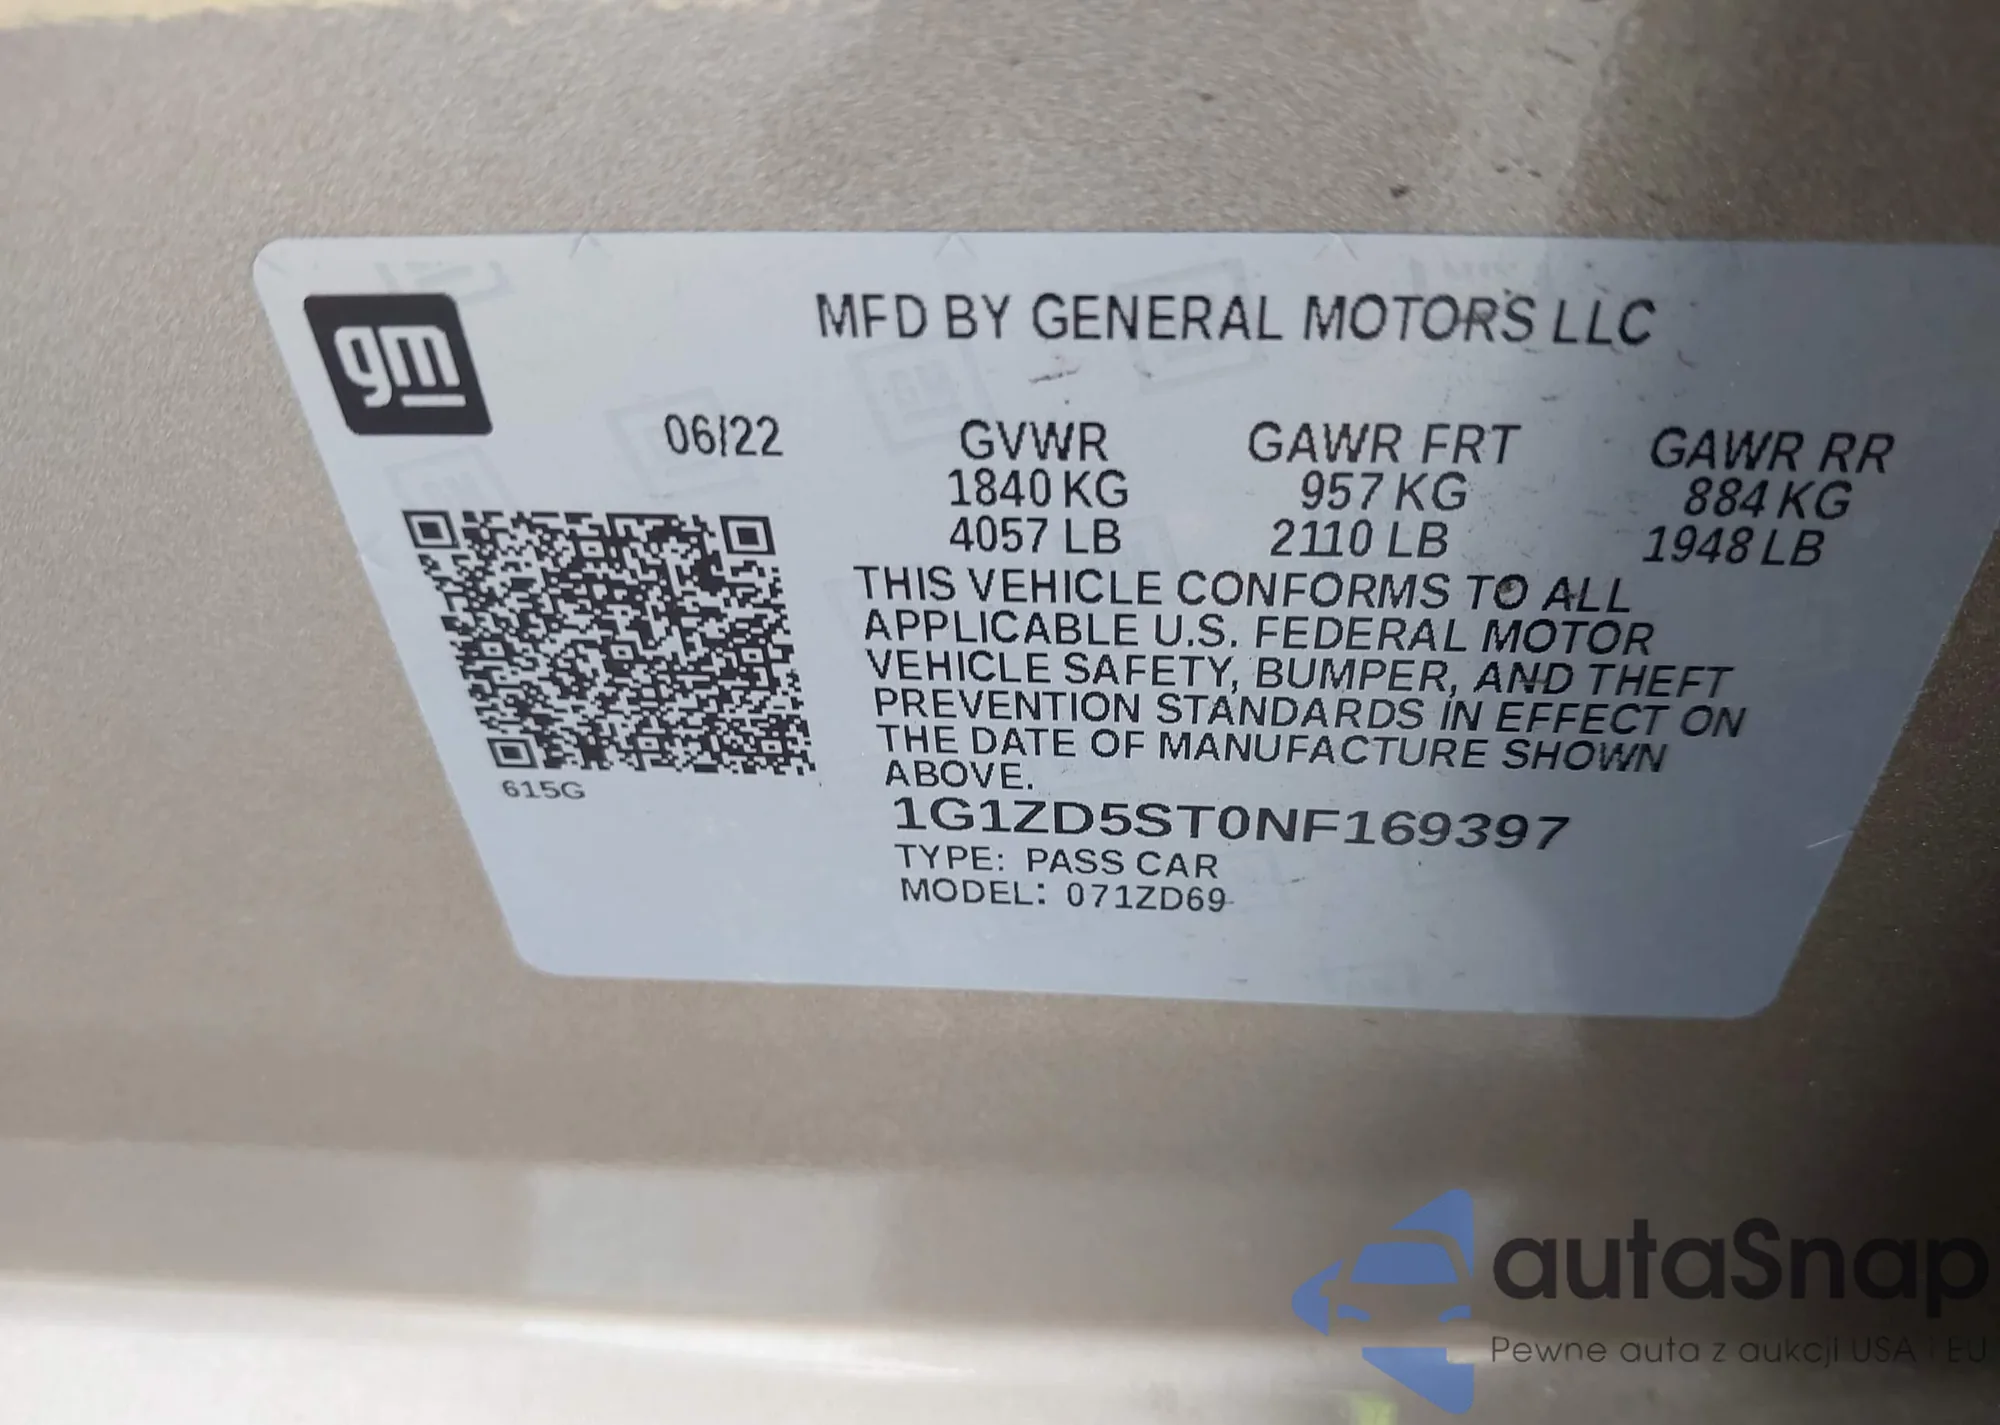 gm
MFD BY GENERAL MOTORS LLC
06/22 GVWR GAWR FRT GAWR RR
1840 KG 957 KG 884 KG
4057 LB 2110 LB 1948 LB
THIS VEHICLE CONFORMS TO ALL
APPLICABLE U.S. FEDERAL MOTOR
VEHICLE SAFETY, BUMPER, AND THEFT
PREVENTION STANDARDS IN EFFECT ON
THE DATE OF MANUFACTURE SHOWN
ABOVE.
615G
1G1ZD5ST0NF169397
TYPE: PASS CAR
MODEL: 071ZD69
autaSnap
Pewne auta z aukcji USA i EU